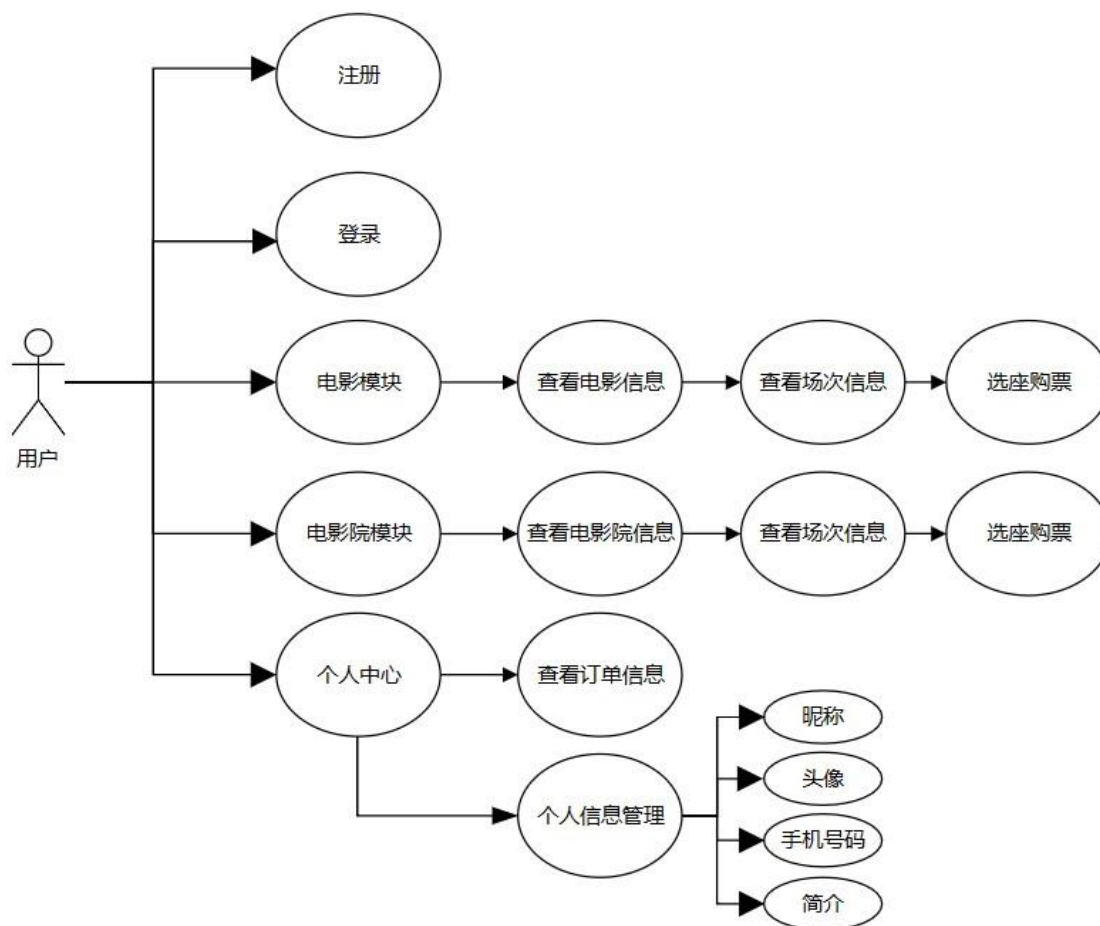 注册
登录
用户
电影模块
查看电影信息
查看场次信息
选座购票
电影院模块
查看电影院信息
查看场次信息
选座购票
个人中心
查看订单信息
个人信息管理
昵称
头像
手机号码
简介